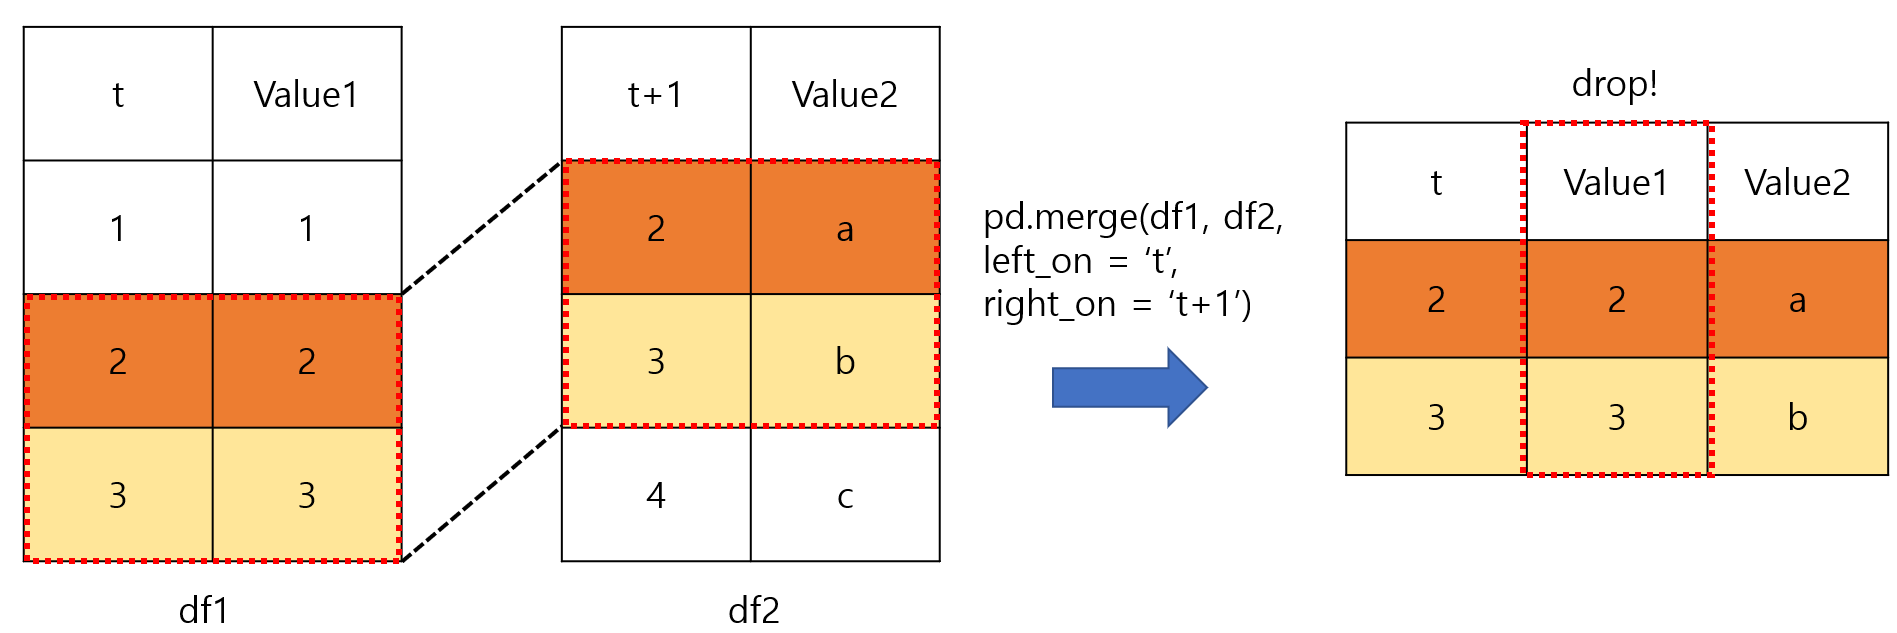 t Value1
1 1
2 2
3 3
df1
t+1 Value2
2 a
3 b
4 c
df2
pd.merge(df1, df2,
left_on = ‘t’,
right_on = ‘t+1’)
drop!
t Value1 Value2
2 2 a
3 3 b